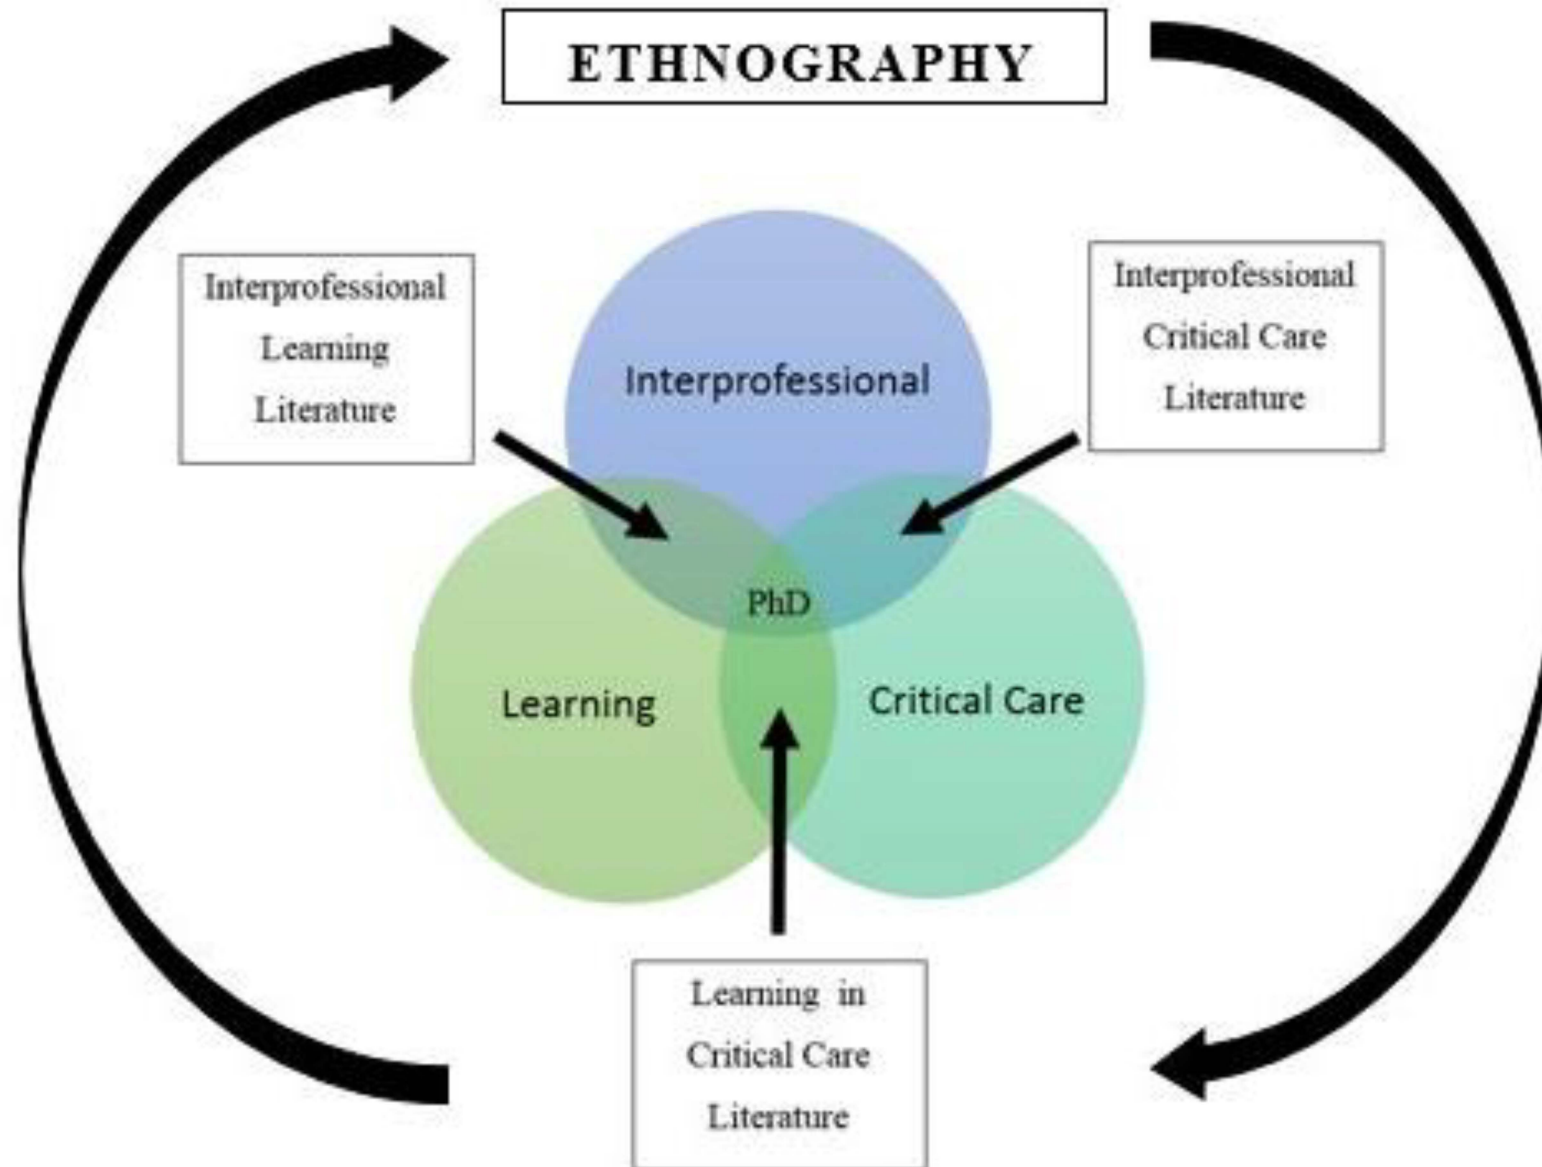 ETHNOGRAPHY
Interprofessional
Learning
Literature
Interprofessional
Critical Care
Literature
Interprofessional
PhD
Learning
Critical Care
Learning in
Critical Care
Literature